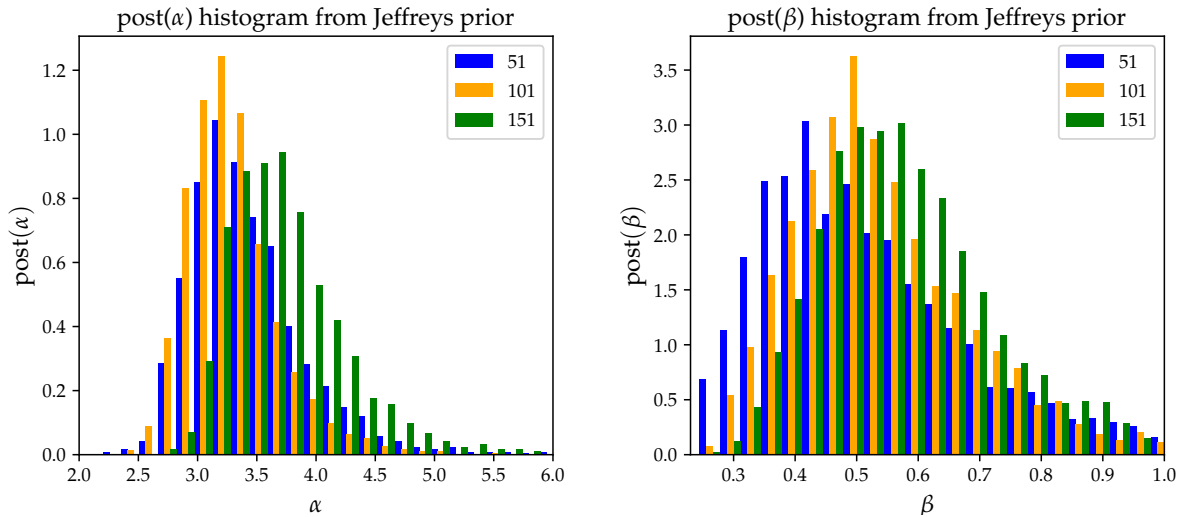 post(α) histogram from Jeffreys prior
1.2
1.0
0.8
0.6
0.4
0.2
0.0
post(α)
2.0 2.5 3.0 3.5 4.0 4.5 5.0 5.5 6.0
α
51
101
151
post(β) histogram from Jeffreys prior
3.5
3.0
2.5
2.0
1.5
1.0
0.5
0.0
post(β)
0.3 0.4 0.5 0.6 0.7 0.8 0.9 1.0
β
51
101
151